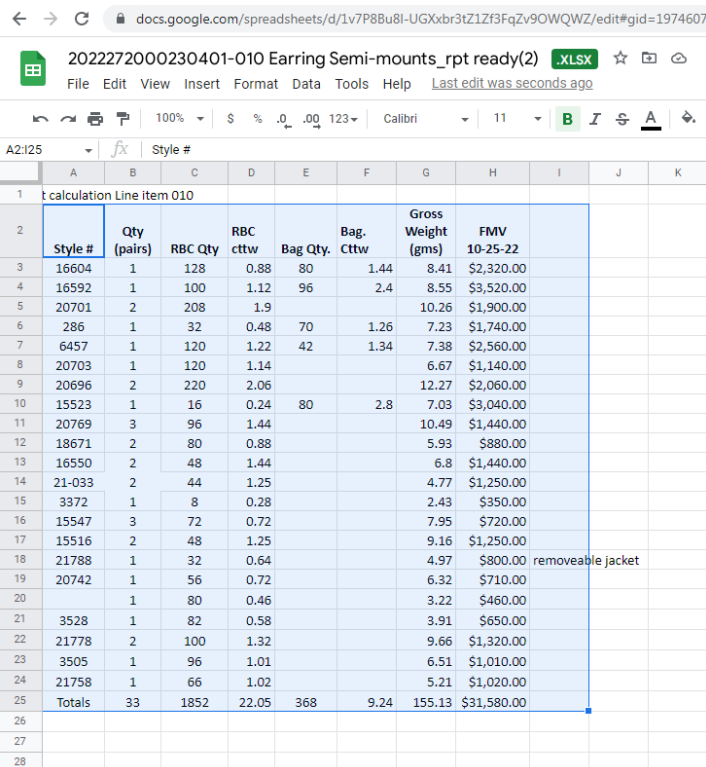 docs.google.com/spreadsheets/d/1v7P8Bu8I-UGXxbr3tZ1Zf3FqZv9OWQWZ/edit#gid=1974607
2022272000230401-010 Earring Semi-mounts_rpt ready(2) .XLSX
File Edit View Insert Format Data Tools Help Last edit was seconds ago
100% $ % .0 .00 123 Calibri 11 B I S A
A2:I25 fx Style #
A B C D E F G H I J K
1 t calculation Line item 010
2 Style # Qty (pairs) RBC Qty RBC cttw Bag Qty. Bag. Cttw Gross Weight (gms) FMV 10-25-22
3 16604 1 128 0.88 80 1.44 8.41 $2,320.00
4 16592 1 100 1.12 96 2.4 8.55 $3,520.00
5 20701 2 208 1.9 10.26 $1,900.00
6 286 1 32 0.48 70 1.26 7.23 $1,740.00
7 6457 1 120 1.22 42 1.34 7.38 $2,560.00
8 20703 1 120 1.14 6.67 $1,140.00
9 20696 2 220 2.06 12.27 $2,060.00
10 15523 1 16 0.24 80 2.8 7.03 $3,040.00
11 20769 3 96 1.44 10.49 $1,440.00
12 18671 2 80 0.88 5.93 $880.00
13 16550 2 48 1.44 6.8 $1,440.00
14 21-033 2 44 1.25 4.77 $1,250.00
15 3372 1 8 0.28 2.43 $350.00
16 15547 3 72 0.72 7.95 $720.00
17 15516 2 48 1.25 9.16 $1,250.00
18 21788 1 32 0.64 4.97 $800.00 removeable jacket
19 20742 1 56 0.72 6.32 $710.00
20 1 80 0.46 3.22 $460.00
21 3528 1 82 0.58 3.91 $650.00
22 21778 2 100 1.32 9.66 $1,320.00
23 3505 1 96 1.01 6.51 $1,010.00
24 21758 1 66 1.02 5.21 $1,020.00
25 Totals 33 1852 22.05 368 9.24 155.13 $31,580.00
26
27
28